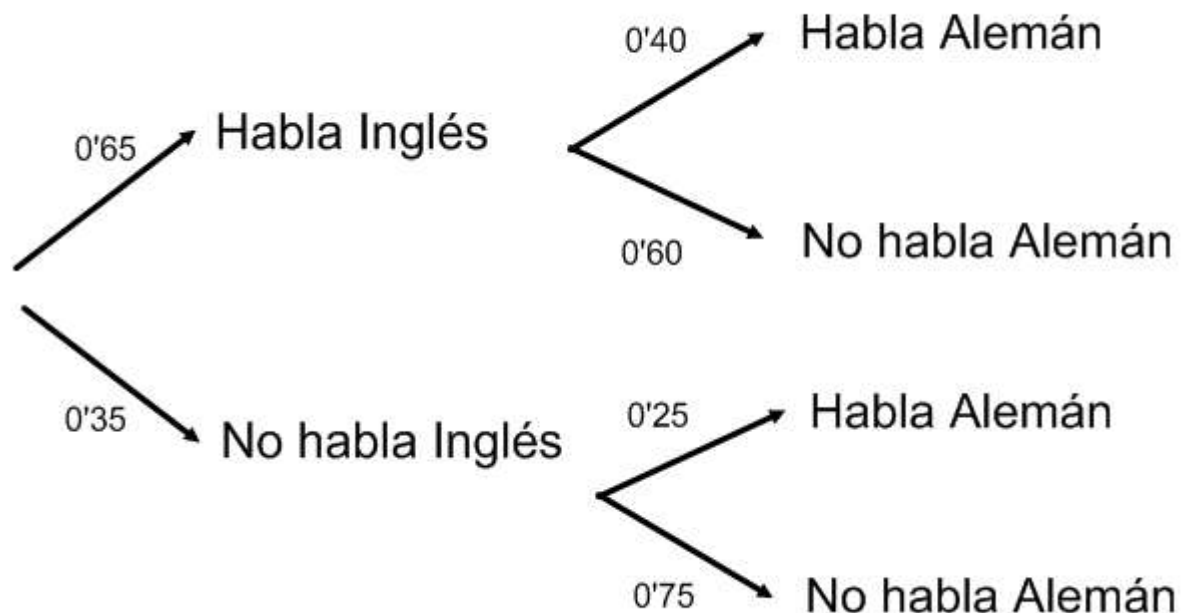 0'40
Habla Alemán
0'65
Habla Inglés
0'60
No habla Alemán
0'35
No habla Inglés
0'25
Habla Alemán
0'75
No habla Alemán